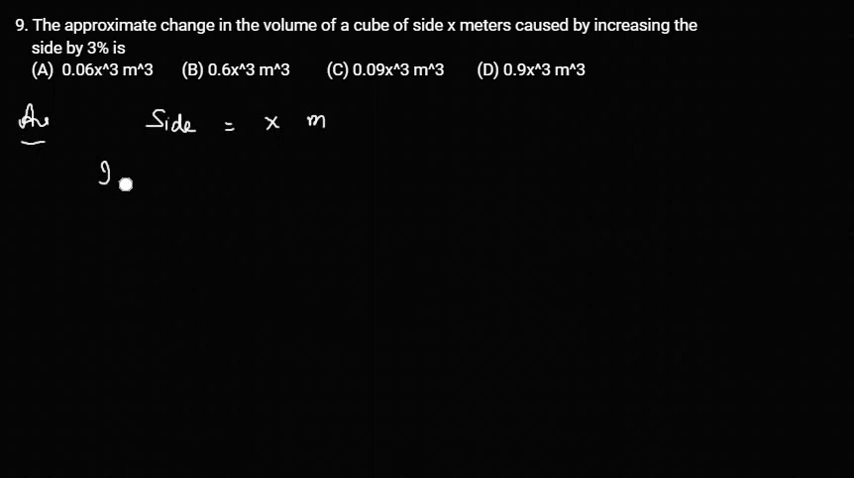 9. The approximate change in the volume of a cube of side x meters caused by increasing the
side by 3% is
(A) 0.06x^3 m^3 (B) 0.6x^3 m^3 (C) 0.09x^3 m^3 (D) 0.9x^3 m^3
Side = x m